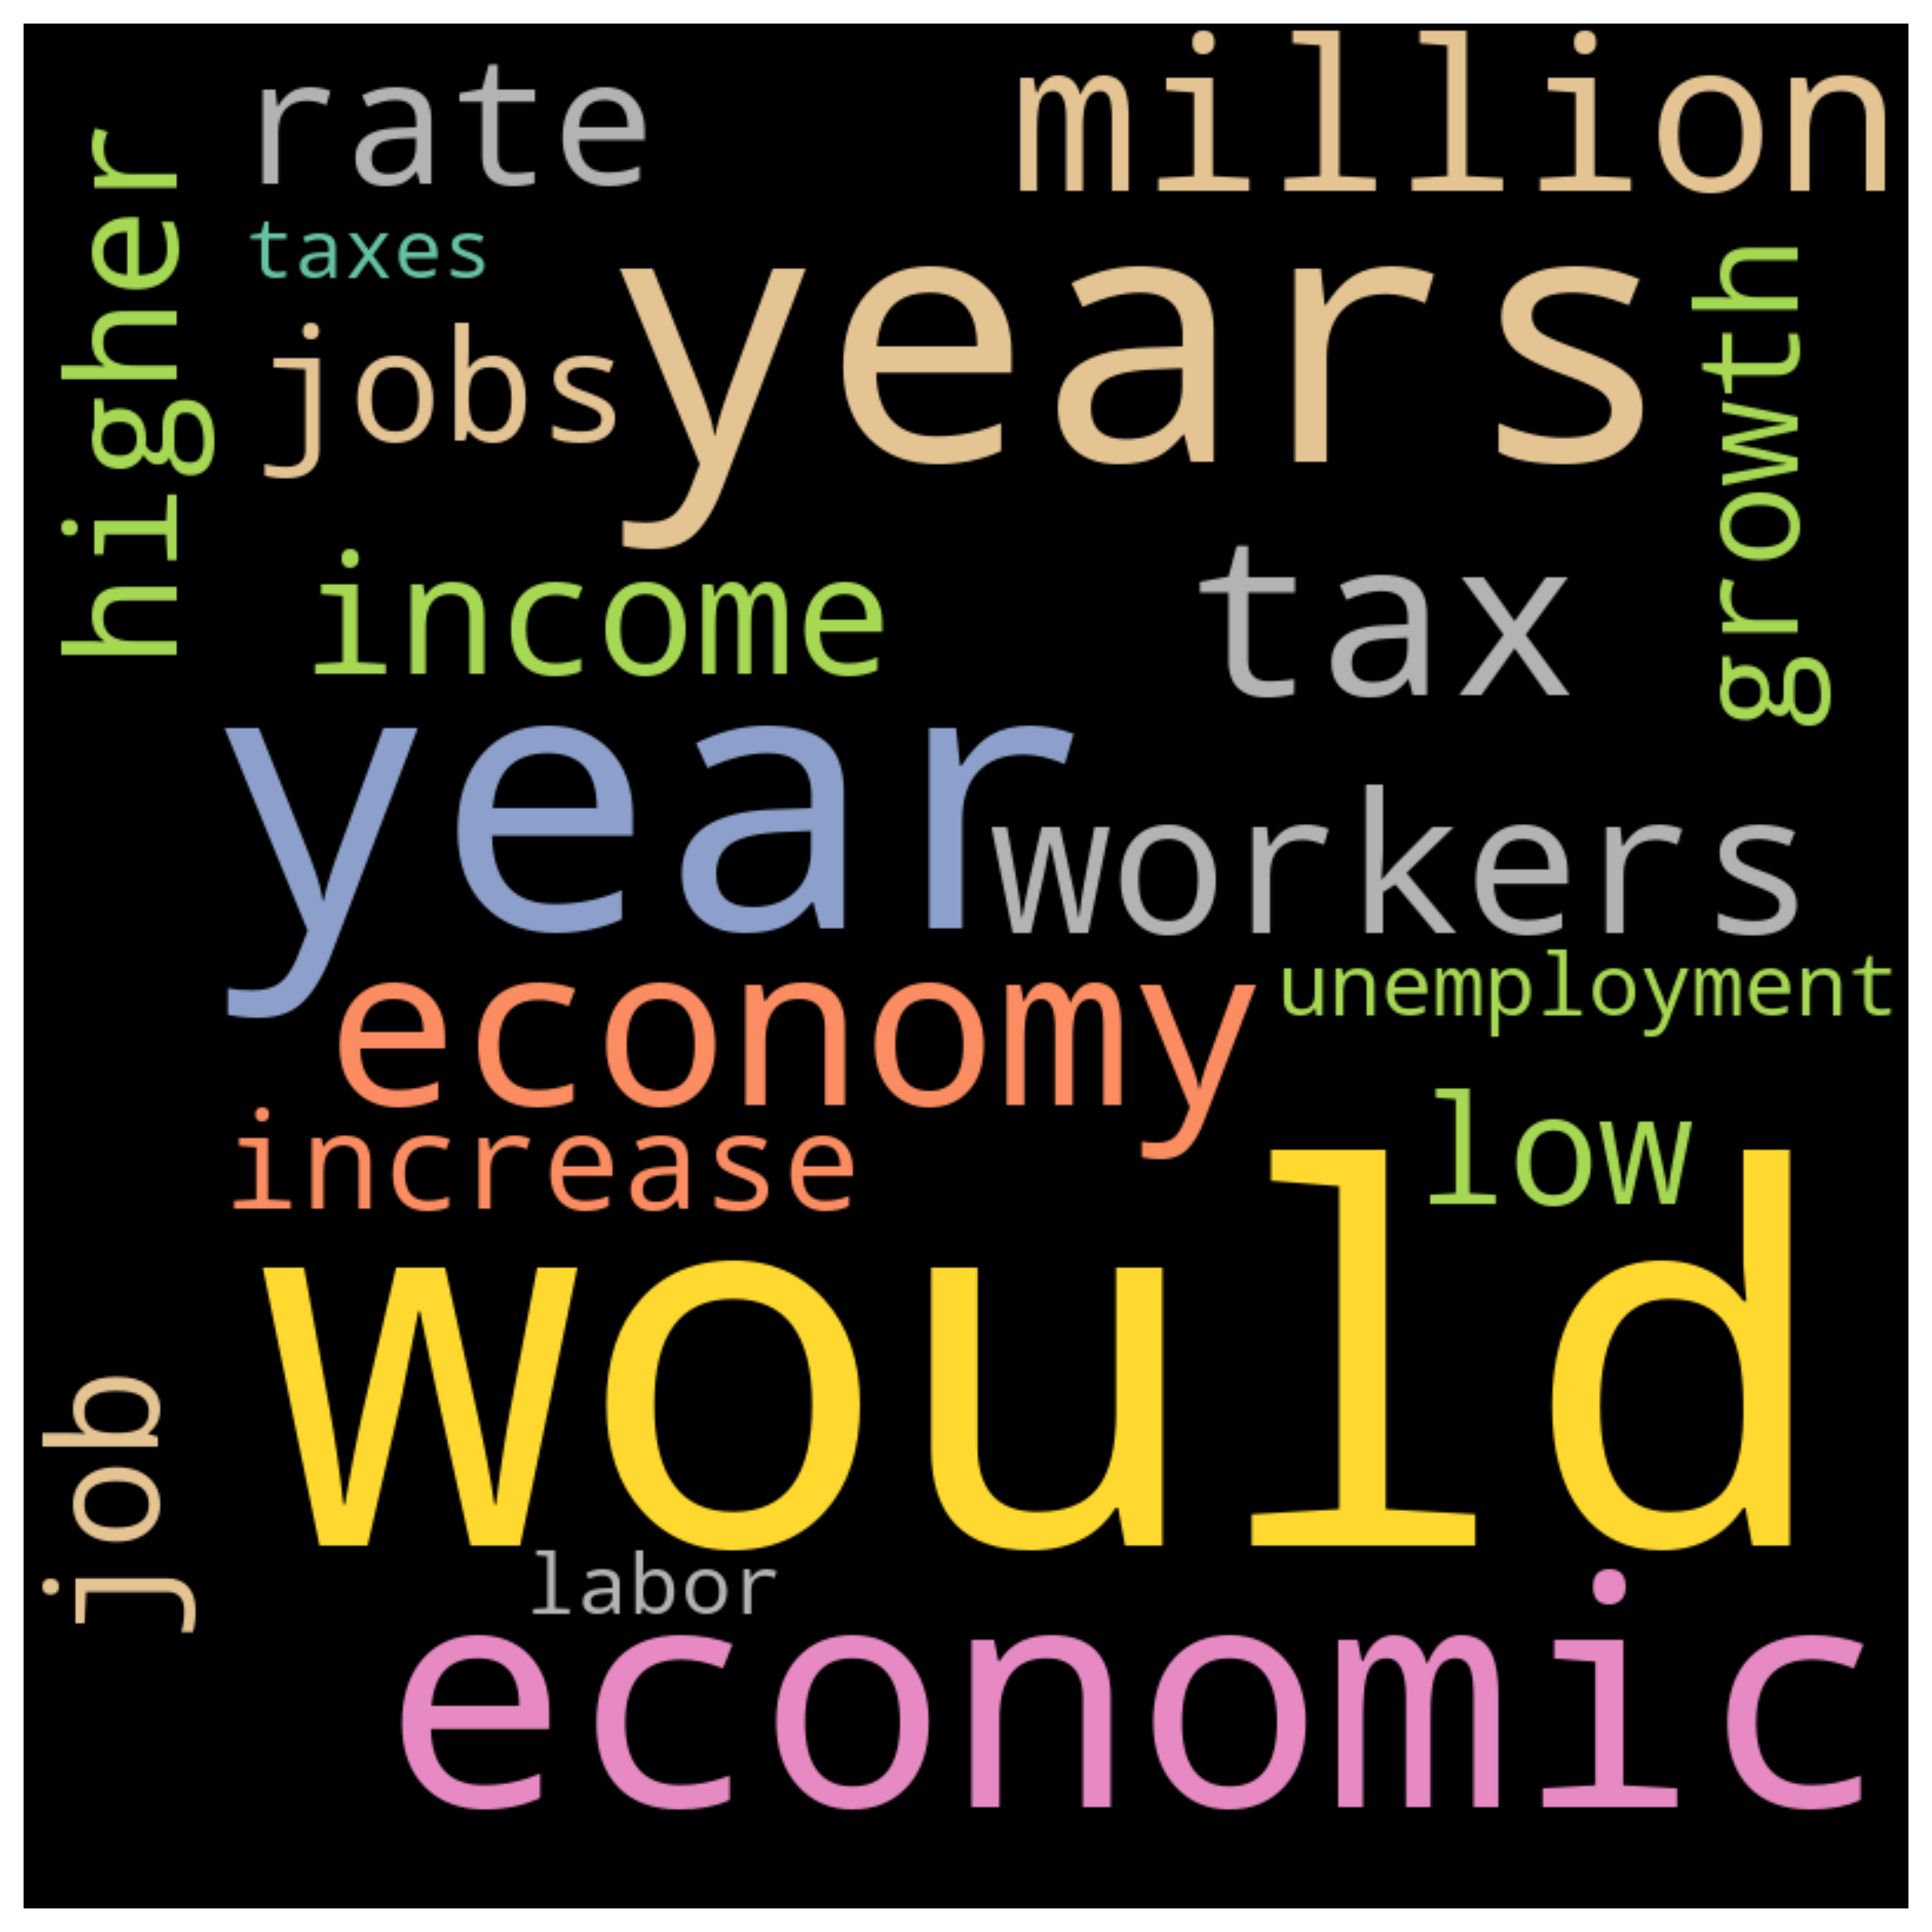 rate
million
higher
taxes
years
growth
jobs
income
tax
year
workers
economy
unemployment
increase
low
would
job
labor
economic